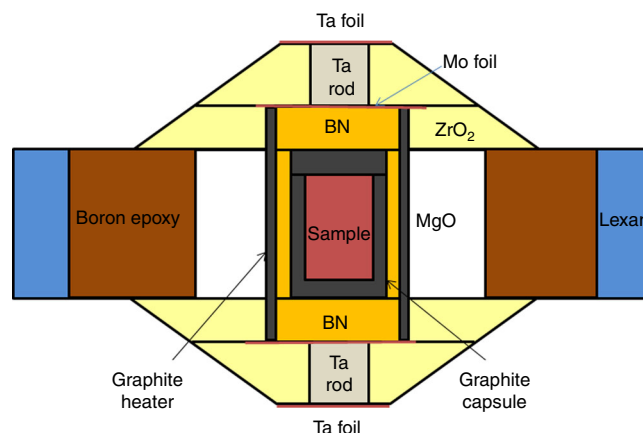 Ta foil
Ta
rod
Mo foil
BN
ZrO₂
Boron epoxy
Sample
MgO
Lexan
BN
Ta
rod
Graphite
heater
Graphite
capsule
Ta foil